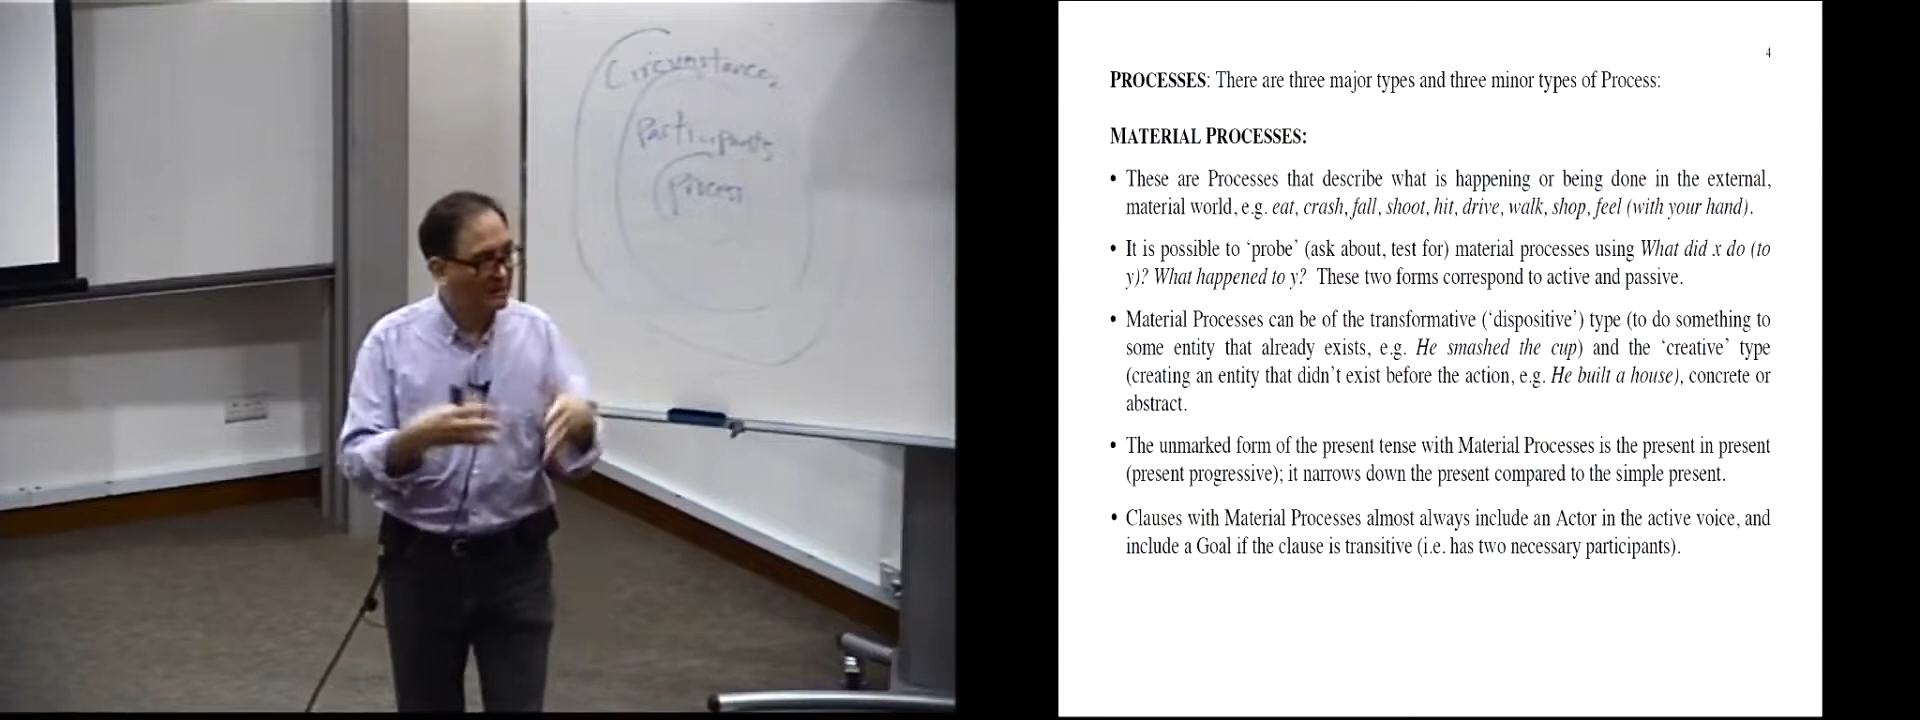 Circumstances
Participants
Process
4
PROCESSES: There are three major types and three minor types of Process:
MATERIAL PROCESSES:
• These are Processes that describe what is happening or being done in the external,
material world, e.g. eat, crash, fall, shoot, hit, drive, walk, shop, feel (with your hand).
• It is possible to ‘probe’ (ask about, test for) material processes using What did x do (to
y)? What happened to y? These two forms correspond to active and passive.
• Material Processes can be of the transformative (‘dispositive’) type (to do something to
some entity that already exists, e.g. He smashed the cup) and the ‘creative’ type
(creating an entity that didn’t exist before the action, e.g. He built a house), concrete or
abstract.
• The unmarked form of the present tense with Material Processes is the present in present
(present progressive); it narrows down the present compared to the simple present.
• Clauses with Material Processes almost always include an Actor in the active voice, and
include a Goal if the clause is transitive (i.e. has two necessary participants).